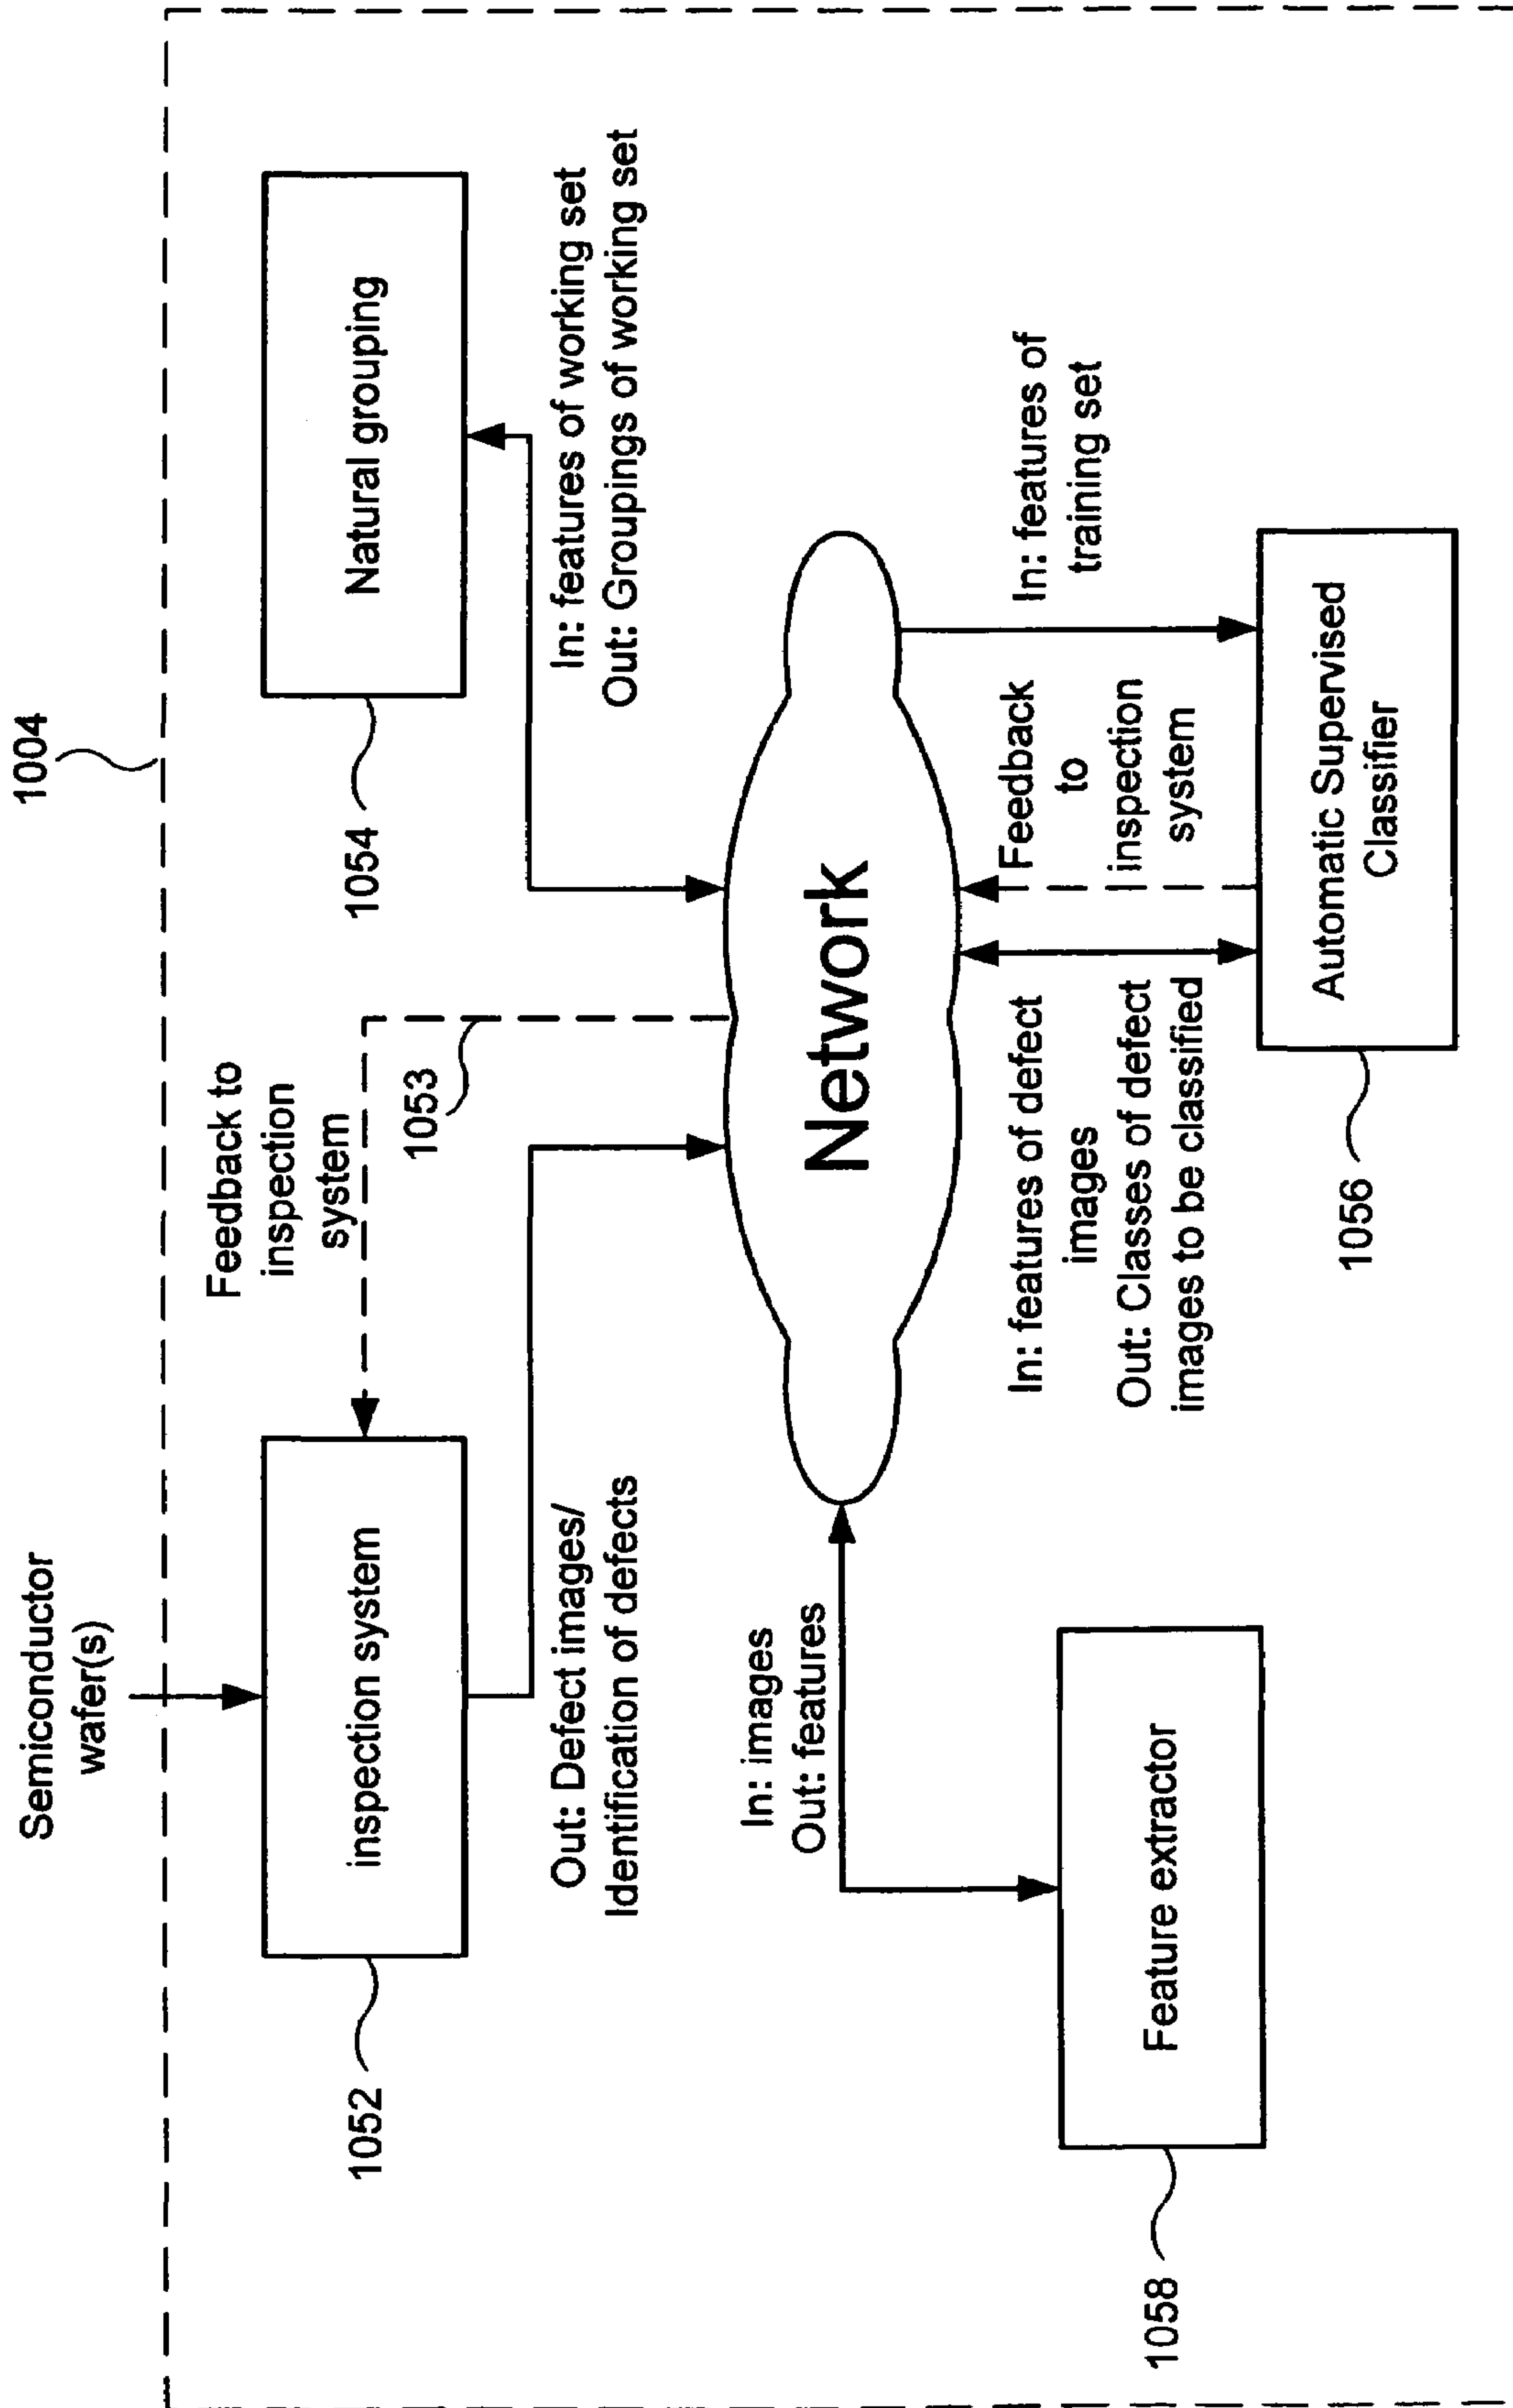 Semiconductor
wafer(s)
1004
Feedback to
inspection
system
inspection system
1052
1053
Natural grouping
1054
Out: Defect images/
Identification of defects
In: features of working set
Out: Groupings of working set
In: images
Out: features
Network
Feature extractor
1058
In: features of defect
images
Out: Classes of defect
images to be classified
Feedback
to
inspection
system
In: features of
training set
Automatic Supervised
Classifier
1056